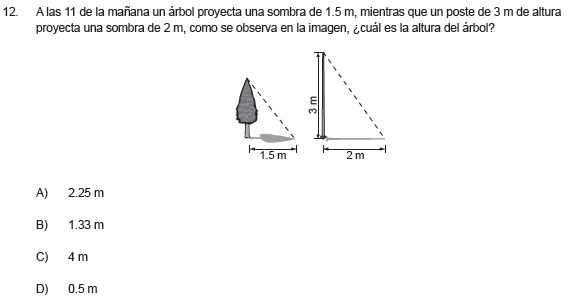 12. A las 11 de la mañana un árbol proyecta una sombra de 1.5 m, mientras que un poste de 3 m de altura
proyecta una sombra de 2 m, como se observa en la imagen, ¿cuál es la altura del árbol?
3 m
1.5 m
2 m
A) 2.25 m
B) 1.33 m
C) 4 m
D) 0.5 m